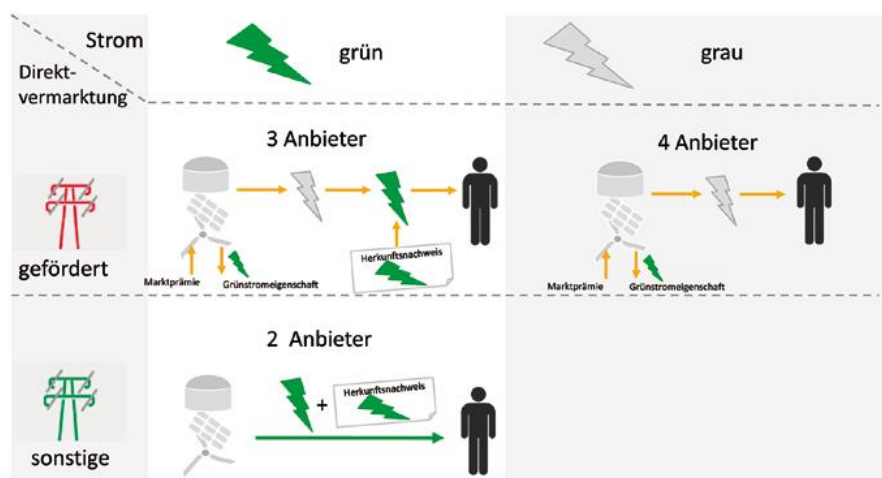 Strom
grün
grau
Direkt-
vermarktung
3 Anbieter
4 Anbieter
gefördert
Herkunftsnachweis
Marktprämie
Grünstromeigenschaft
Marktprämie
Grünstromeigenschaft
2 Anbieter
+
Herkunftsnachweis
sonstige